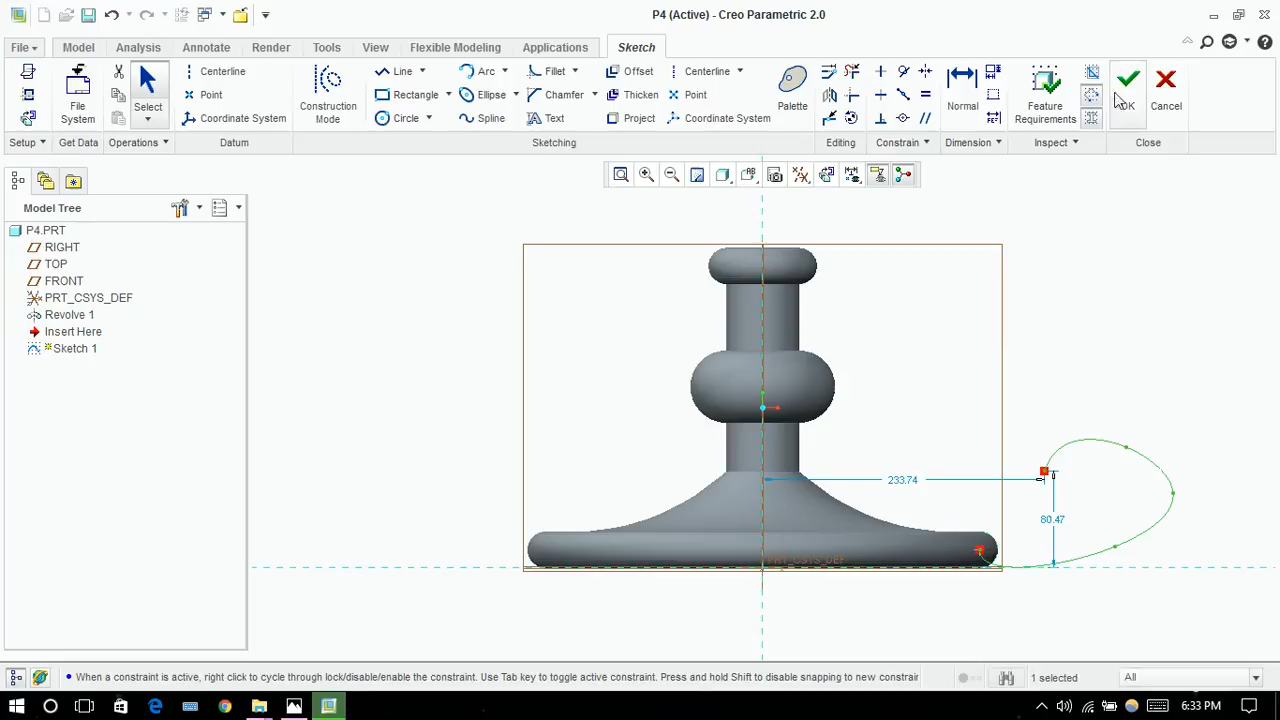 P4 (Active) - Creo Parametric 2.0
File Model Analysis Annotate Render Tools View Flexible Modeling Applications Sketch
File System
Select
Centerline
Point
Coordinate System
Construction Mode
Line Arc Fillet Offset Centerline
Rectangle Ellipse Chamfer Thicken Point
Circle Spline Text Project Coordinate System
Palette
Normal
Feature Requirements
OK
Cancel
Setup Get Data Operations Datum Sketching Editing Constrain Dimension Inspect Close
Model Tree
P4.PRT
RIGHT
TOP
FRONT
PRT_CSYS_DEF
Revolve 1
Insert Here
Sketch 1
233.74
80.47
PRT_CSYS_DEF
When a constraint is active, right click to cycle through lock/disable/enable the constraint. Use Tab key to toggle active constraint. Press and hold Shift to disable snapping to new constrair
1 selected
All
6:33 PM